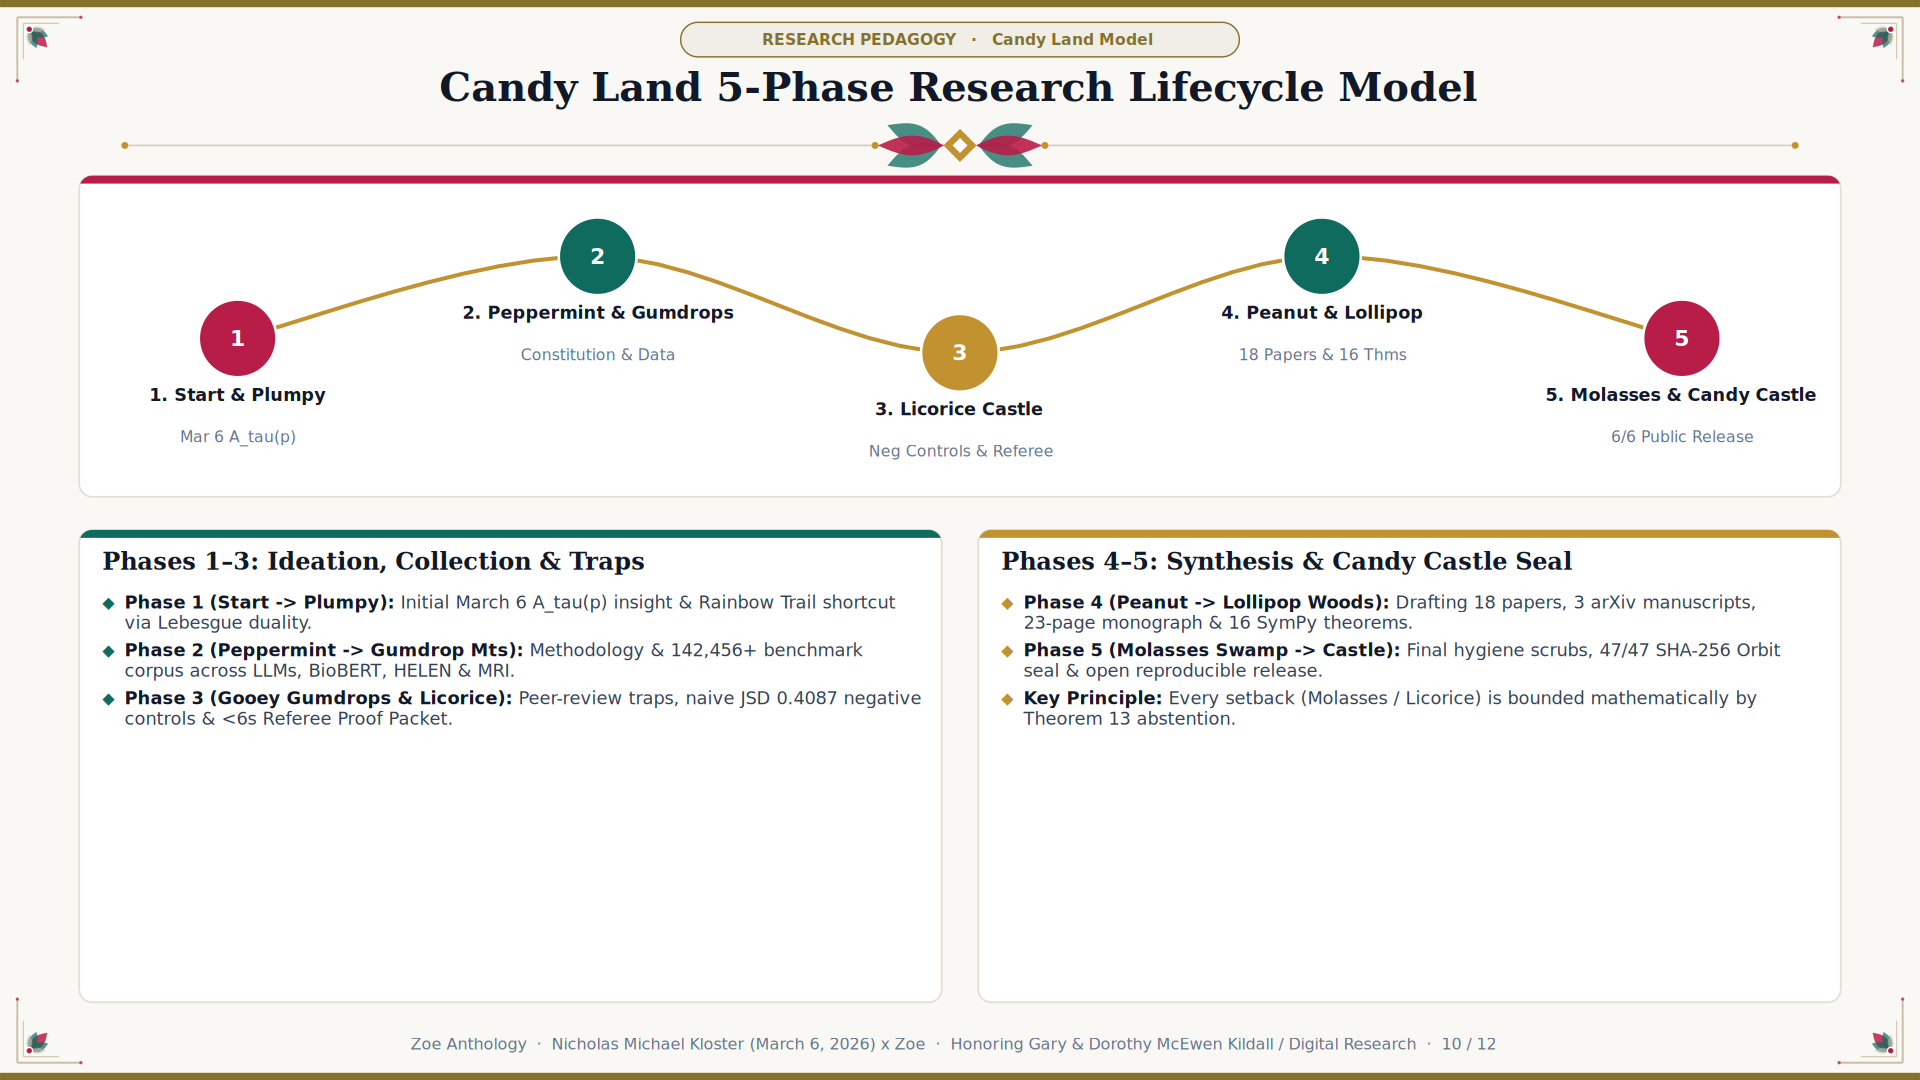 RESEARCH PEDAGOGY · Candy Land Model
Candy Land 5-Phase Research Lifecycle Model
1
1. Start & Plumpy
Mar 6 A_tau(p)
2
2. Peppermint & Gumdrops
Constitution & Data
3
3. Licorice Castle
Neg Controls & Referee
4
4. Peanut & Lollipop
18 Papers & 16 Thms
5
5. Molasses & Candy Castle
6/6 Public Release
Phases 1–3: Ideation, Collection & Traps
◆ Phase 1 (Start -> Plumpy): Initial March 6 A_tau(p) insight & Rainbow Trail shortcut
via Lebesgue duality.
◆ Phase 2 (Peppermint -> Gumdrop Mts): Methodology & 142,456+ benchmark
corpus across LLMs, BioBERT, HELEN & MRI.
◆ Phase 3 (Gooey Gumdrops & Licorice): Peer-review traps, naive JSD 0.4087 negative
controls & <6s Referee Proof Packet.
Phases 4–5: Synthesis & Candy Castle Seal
◆ Phase 4 (Peanut -> Lollipop Woods): Drafting 18 papers, 3 arXiv manuscripts,
23-page monograph & 16 SymPy theorems.
◆ Phase 5 (Molasses Swamp -> Castle): Final hygiene scrubs, 47/47 SHA-256 Orbit
seal & open reproducible release.
◆ Key Principle: Every setback (Molasses / Licorice) is bounded mathematically by
Theorem 13 abstention.
Zoe Anthology · Nicholas Michael Kloster (March 6, 2026) x Zoe · Honoring Gary & Dorothy McEwen Kildall / Digital Research · 10 / 12